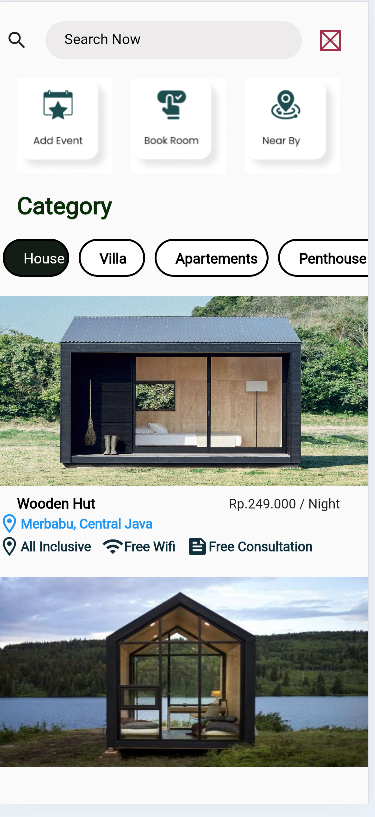 Search Now
Add Event
Book Room
Near By
Category
House
Villa
Apartements
Penthouse
Wooden Hut
Rp.249.000 / Night
Merbabu, Central Java
All Inclusive
Free Wifi
Free Consultation